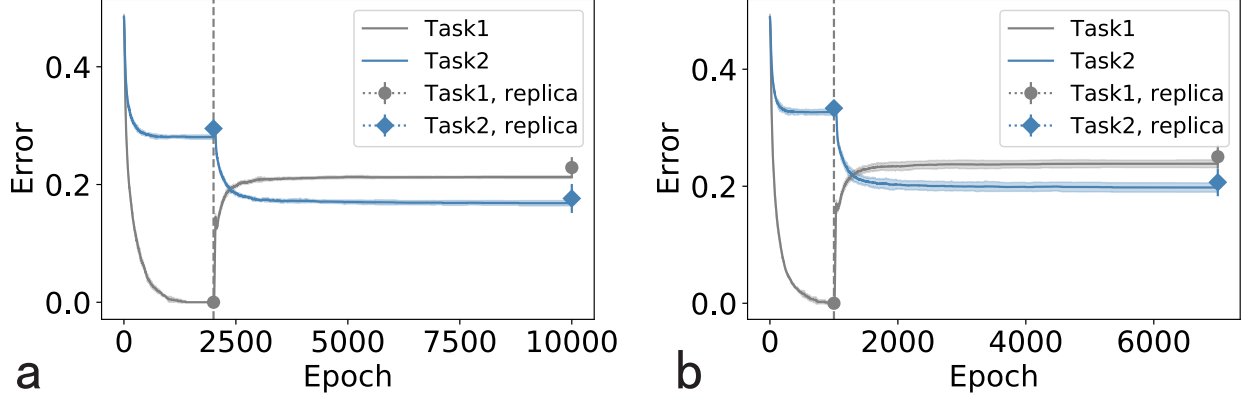 Error
0.4
0.2
0.0
Task1
Task2
Task1, replica
Task2, replica
0 2500 5000 7500 10000
Epoch
a
Error
0.4
0.2
0.0
Task1
Task2
Task1, replica
Task2, replica
0 2000 4000 6000
Epoch
b